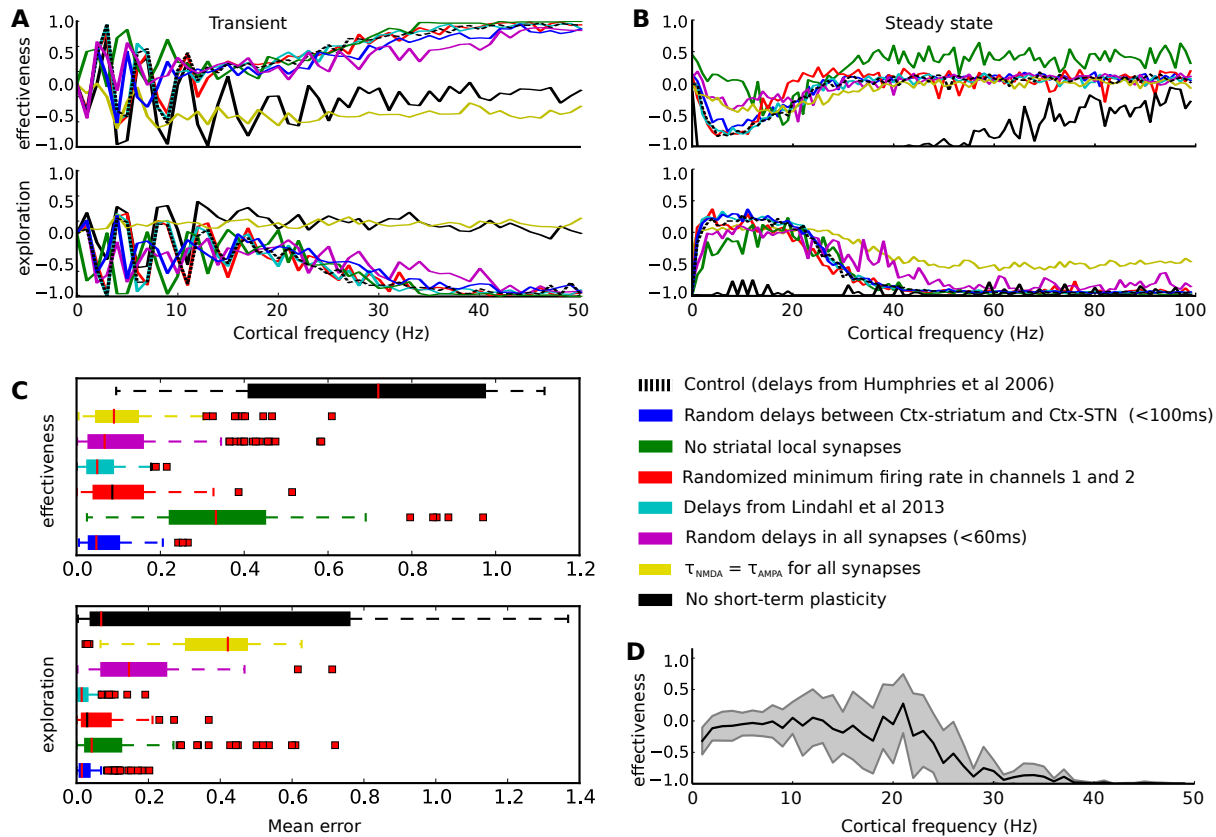 A
Transient
1.0
0.5
0.0
−0.5
−1.0
effectiveness
1.0
0.5
0.0
−0.5
−1.0
exploration
0
10
20
30
40
50
Cortical frequency (Hz)
B
Steady state
1.0
0.5
0.0
−0.5
−1.0
effectiveness
1.0
0.5
0.0
−0.5
−1.0
exploration
0
20
40
60
80
100
Cortical frequency (Hz)
C
effectiveness
0.0
0.2
0.4
0.6
0.8
1.0
1.2
exploration
0.0
0.2
0.4
0.6
0.8
1.0
1.2
1.4
Mean error
Control (delays from Humphries et al 2006)
Random delays between Ctx-striatum and Ctx-STN (<100ms)
No striatal local synapses
Randomized minimum firing rate in channels 1 and 2
Delays from Lindahl et al 2013
Random delays in all synapses (<60ms)
τNMDA = τAMPA for all synapses
No short-term plasticity
D
1.0
0.5
0.0
−0.5
−1.0
effectiveness
0
10
20
30
40
50
Cortical frequency (Hz)